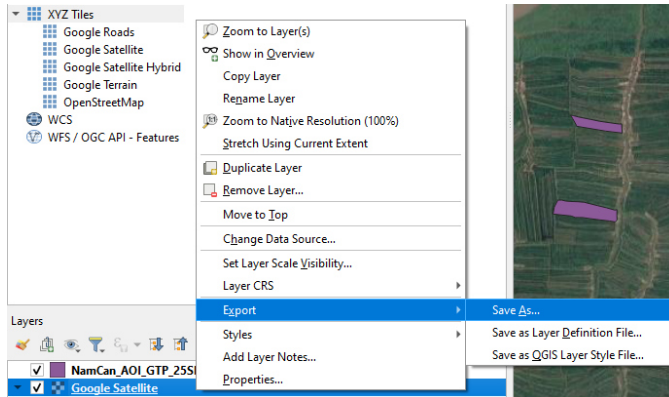 XYZ Tiles
Google Roads
Google Satellite
Google Satellite Hybrid
Google Terrain
OpenStreetMap
WCS
WFS / OGC API - Features
Zoom to Layer(s)
Show in Overview
Copy Layer
Rename Layer
Zoom to Native Resolution (100%)
Stretch Using Current Extent
Duplicate Layer
Remove Layer...
Move to Top
Change Data Source...
Set Layer Scale Visibility...
Layer CRS
Export
Styles
Add Layer Notes...
Properties...
Save As...
Save as Layer Definition File...
Save as QGIS Layer Style File...
Layers
NamCan_AOI_GTP_25S
Google Satellite